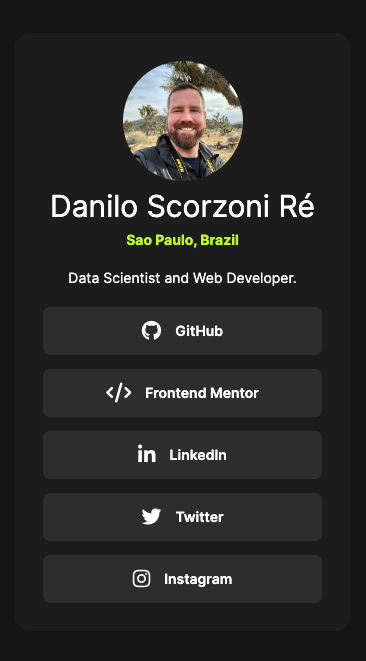 Danilo Scorzoni Ré
Sao Paulo, Brazil
Data Scientist and Web Developer.
GitHub
Frontend Mentor
LinkedIn
Twitter
Instagram